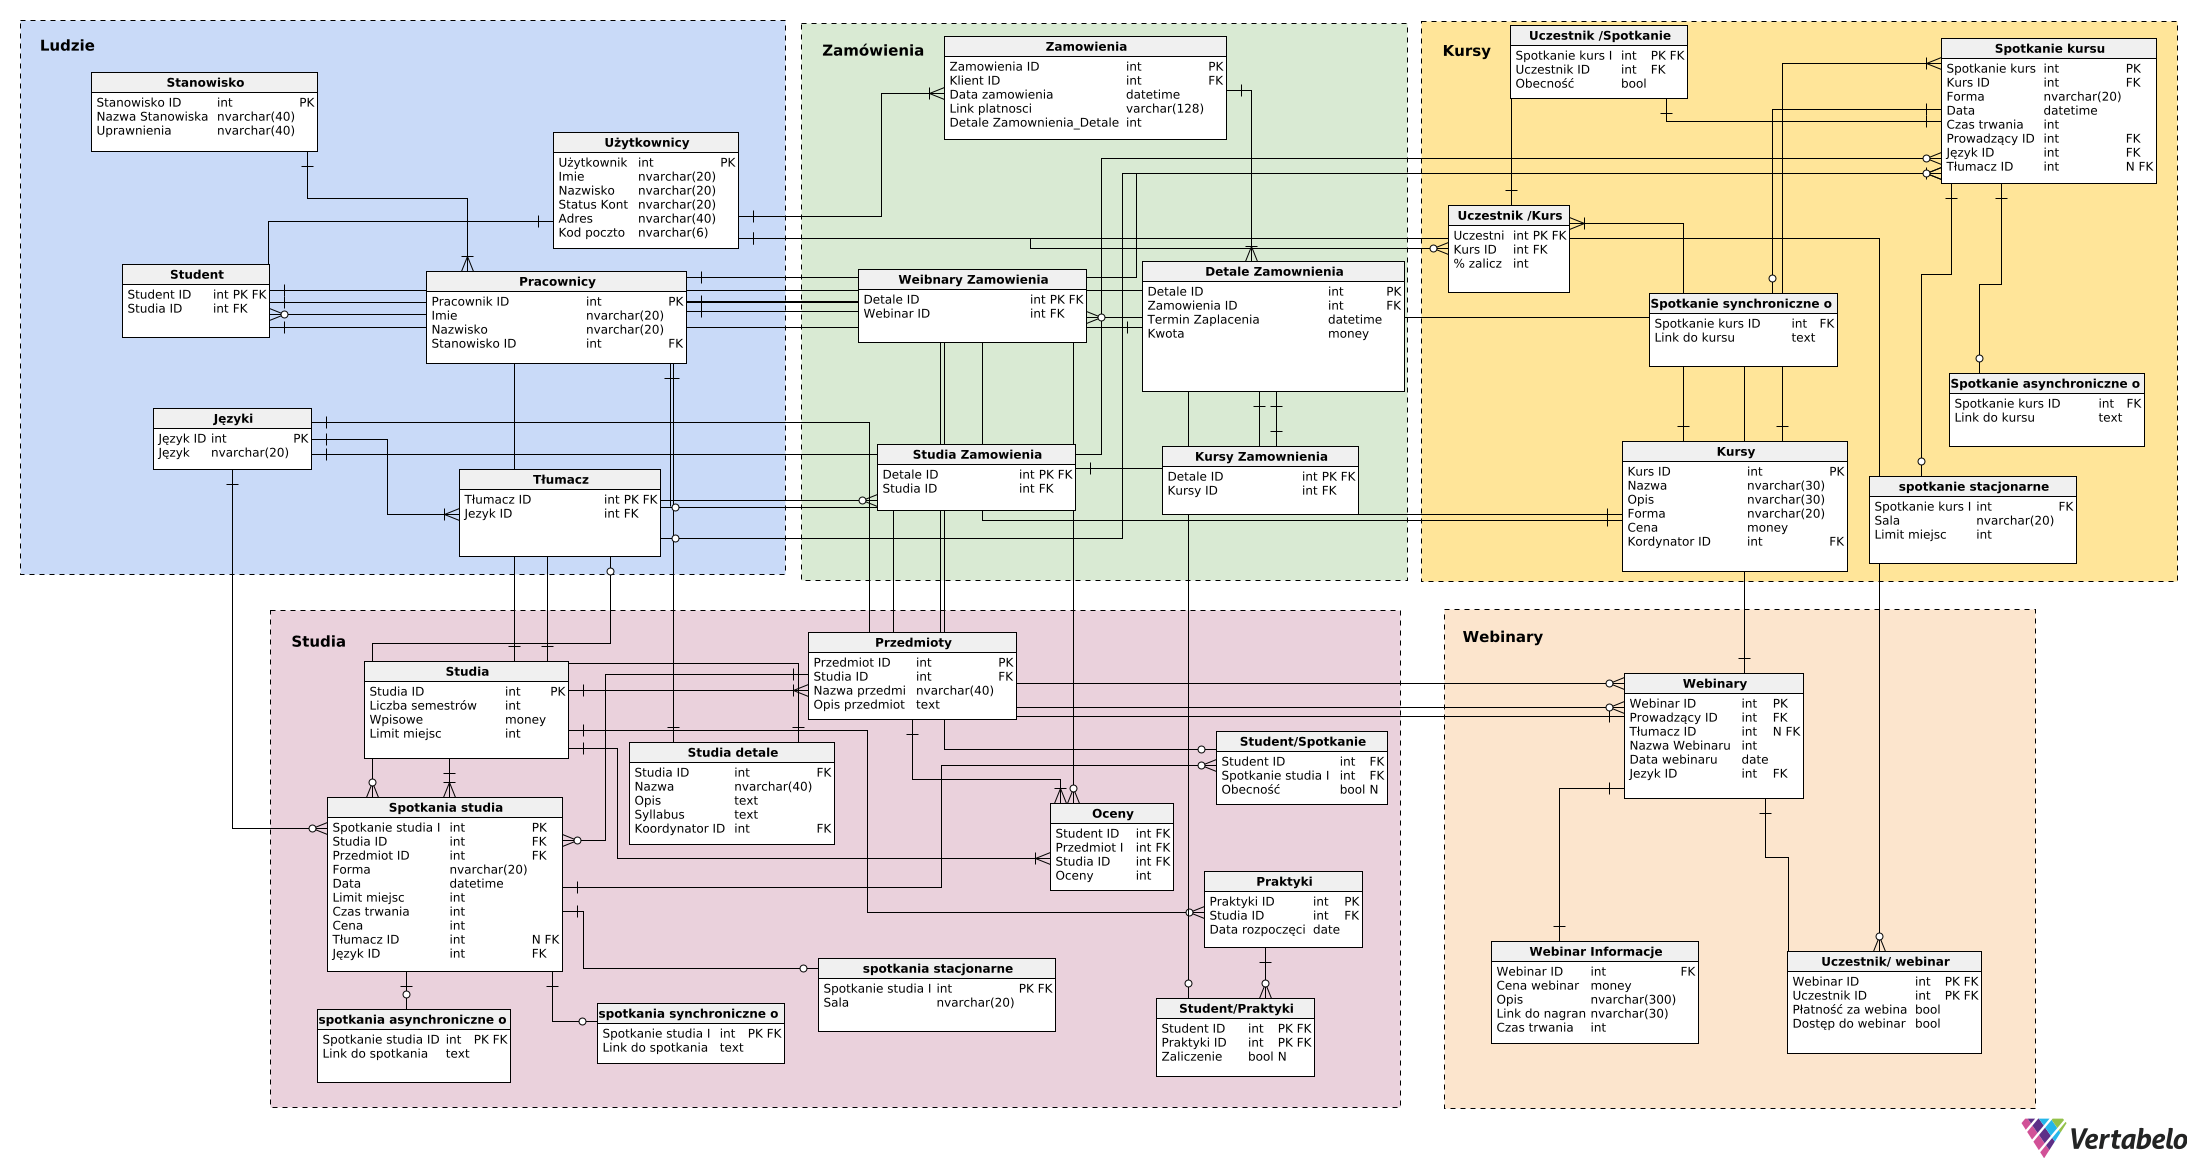 Ludzie
Stanowisko
Stanowisko ID int PK
Nazwa Stanowiska nvarchar(40)
Uprawnienia nvarchar(40)
Użytkownicy
Użytkownik int PK
Imie nvarchar(20)
Nazwisko nvarchar(20)
Status Kont nvarchar(20)
Adres nvarchar(40)
Kod poczto nvarchar(6)
Student
Student ID int PK FK
Studia ID int FK
Pracownicy
Pracownik ID int PK
Imie nvarchar(20)
Nazwisko nvarchar(20)
Stanowisko ID int FK
Języki
Język ID int PK
Język nvarchar(20)
Tłumacz
Tłumacz ID int PK FK
Jezyk ID int FK
Zamówienia
Zamowienia
Zamowienia ID int PK
Klient ID int FK
Data zamowienia datetime
Link platnosci varchar(128)
Detale Zamownienia_Detale int
Weibnary Zamowienia
Detale ID int PK FK
Webinar ID int FK
Detale Zamownienia
Detale ID int PK
Zamowienia ID int FK
Termin Zaplacenia datetime
Kwota money
Studia Zamowienia
Detale ID int PK FK
Studia ID int FK
Kursy Zamownienia
Detale ID int PK FK
Kursy ID int FK
Kursy
Uczestnik /Spotkanie
Spotkanie kurs I int PK FK
Uczestnik ID int FK
Obecność bool
Spotkanie kursu
Spotkanie kurs int PK
Kurs ID int FK
Forma nvarchar(20)
Data datetime
Czas trwania int
Prowadzący ID int FK
Język ID int FK
Tłumacz ID int N FK
Uczestnik /Kurs
Uczestni int PK FK
Kurs ID int FK
% zalicz int
Spotkanie synchroniczne o
Spotkanie kurs ID int FK
Link do kursu text
Spotkanie asynchroniczne o
Spotkanie kurs ID int FK
Link do kursu text
Kursy
Kurs ID int PK
Nazwa nvarchar(30)
Opis nvarchar(30)
Forma nvarchar(20)
Cena money
Kordynator ID int FK
spotkanie stacjonarne
Spotkanie kurs I int FK
Sala nvarchar(20)
Limit miejsc int
Studia
Studia
Studia ID int PK
Liczba semestrów int
Wpisowe money
Limit miejsc int
Przedmioty
Przedmiot ID int PK
Studia ID int FK
Nazwa przedmi nvarchar(40)
Opis przedmiot text
Studia detale
Studia ID int FK
Nazwa nvarchar(40)
Opis text
Syllabus text
Koordynator ID int FK
Student/Spotkanie
Student ID int FK
Spotkanie studia I int FK
Obecność bool N
Spotkania studia
Spotkanie studia I int PK
Studia ID int FK
Przedmiot ID int FK
Forma nvarchar(20)
Data datetime
Limit miejsc int
Czas trwania int
Cena int
Tłumacz ID int N FK
Język ID int FK
Oceny
Student ID int FK
Przedmiot I int FK
Studia ID int FK
Oceny int
Praktyki
Praktyki ID int PK
Studia ID int FK
Data rozpoczęci date
spotkania stacjonarne
Spotkanie studia I int PK FK
Sala nvarchar(20)
spotkania asynchroniczne o
Spotkanie studia ID int PK FK
Link do spotkania text
spotkania synchroniczne o
Spotkanie studia I int PK FK
Link do spotkania text
Student/Praktyki
Student ID int PK FK
Praktyki ID int PK FK
Zaliczenie bool N
Webinary
Webinary
Webinar ID int PK
Prowadzący ID int FK
Tłumacz ID int N FK
Nazwa Webinaru int
Data webinaru date
Jezyk ID int FK
Webinar Informacje
Webinar ID int FK
Cena webinar money
Opis nvarchar(300)
Link do nagran nvarchar(30)
Czas trwania int
Uczestnik/ webinar
Webinar ID int PK FK
Uczestnik ID int PK FK
Płatność za webina bool
Dostęp do webinar bool
Vertabelo